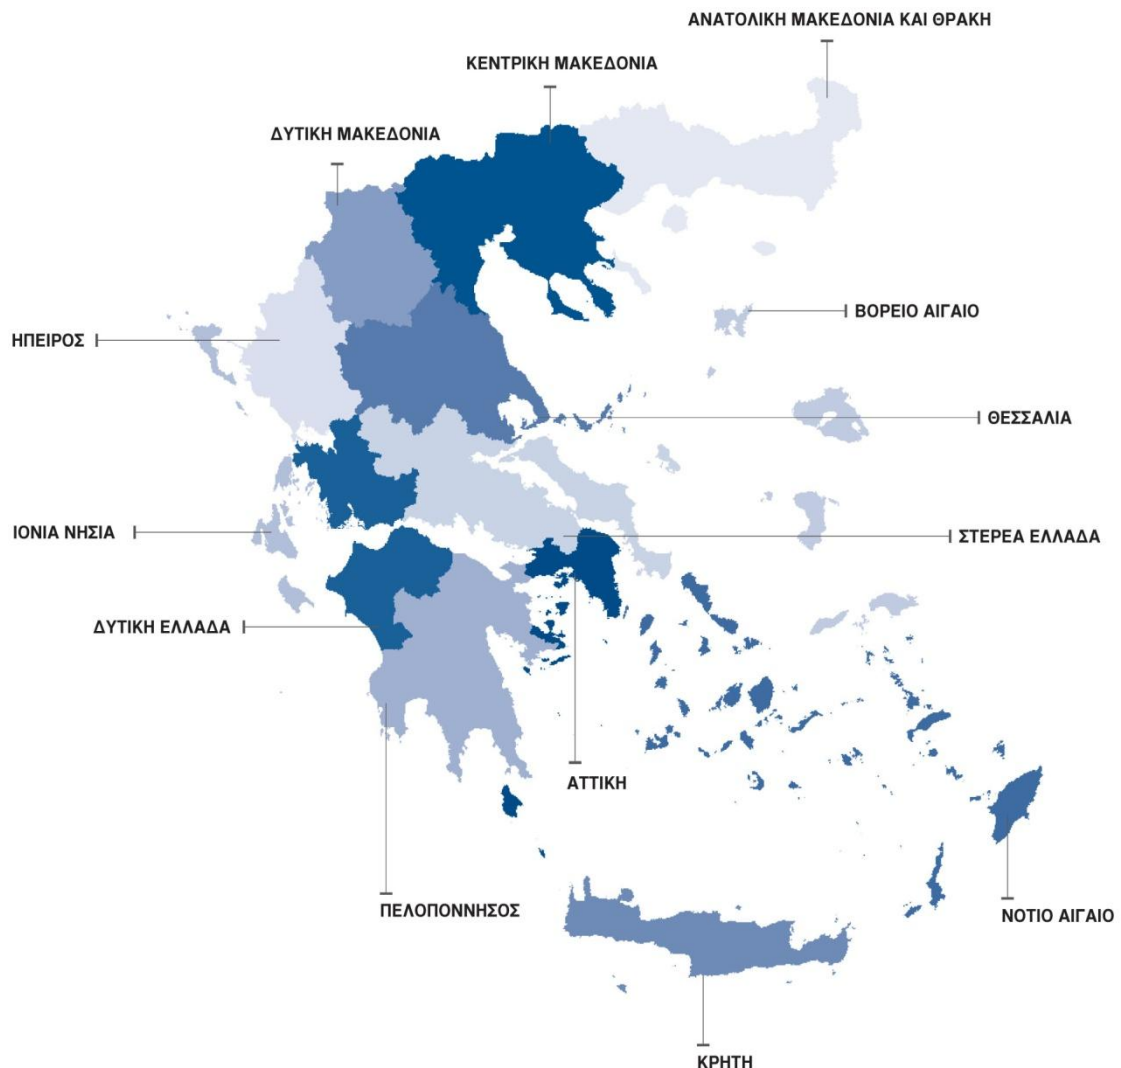 ΑΝΑΤΟΛΙΚΗ ΜΑΚΕΔΟΝΙΑ ΚΑΙ ΘΡΑΚΗ
ΚΕΝΤΡΙΚΗ ΜΑΚΕΔΟΝΙΑ
ΔΥΤΙΚΗ ΜΑΚΕΔΟΝΙΑ
ΒΟΡΕΙΟ ΑΙΓΑΙΟ
ΗΠΕΙΡΟΣ
ΘΕΣΣΑΛΙΑ
ΙΟΝΙΑ ΝΗΣΙΑ
ΣΤΕΡΕΑ ΕΛΛΑΔΑ
ΔΥΤΙΚΗ ΕΛΛΑΔΑ
ΑΤΤΙΚΗ
ΠΕΛΟΠΟΝΝΗΣΟΣ
ΝΟΤΙΟ ΑΙΓΑΙΟ
ΚΡΗΤΗ